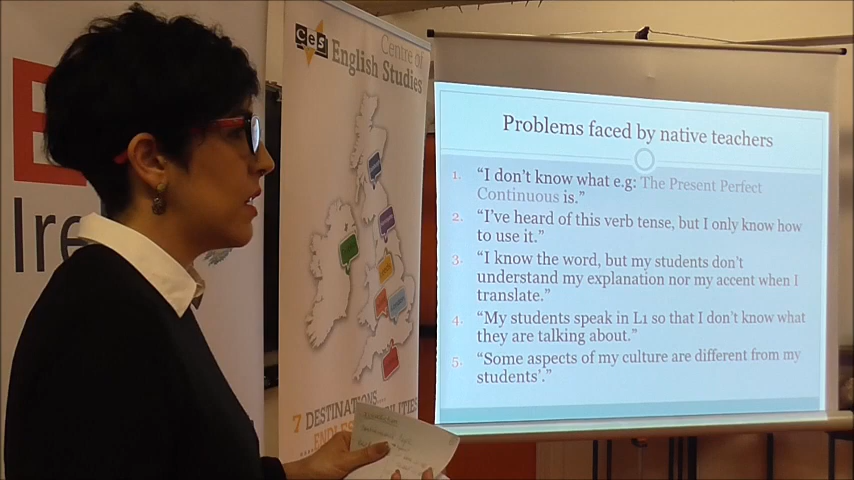 E
Ire
CES
Centre of
English Studies
7 DESTINATIONS....
Problems faced by native teachers
1. “I don’t know what e.g: The Present Perfect
Continuous is.”
2. “I’ve heard of this verb tense, but I only know how
to use it.”
3. “I know the word, but my students don’t
understand my explanation nor my accent when I
translate.”
4. “My students speak in L1 so that I don’t know what
they are talking about.”
5. “Some aspects of my culture are different from my
students’.”